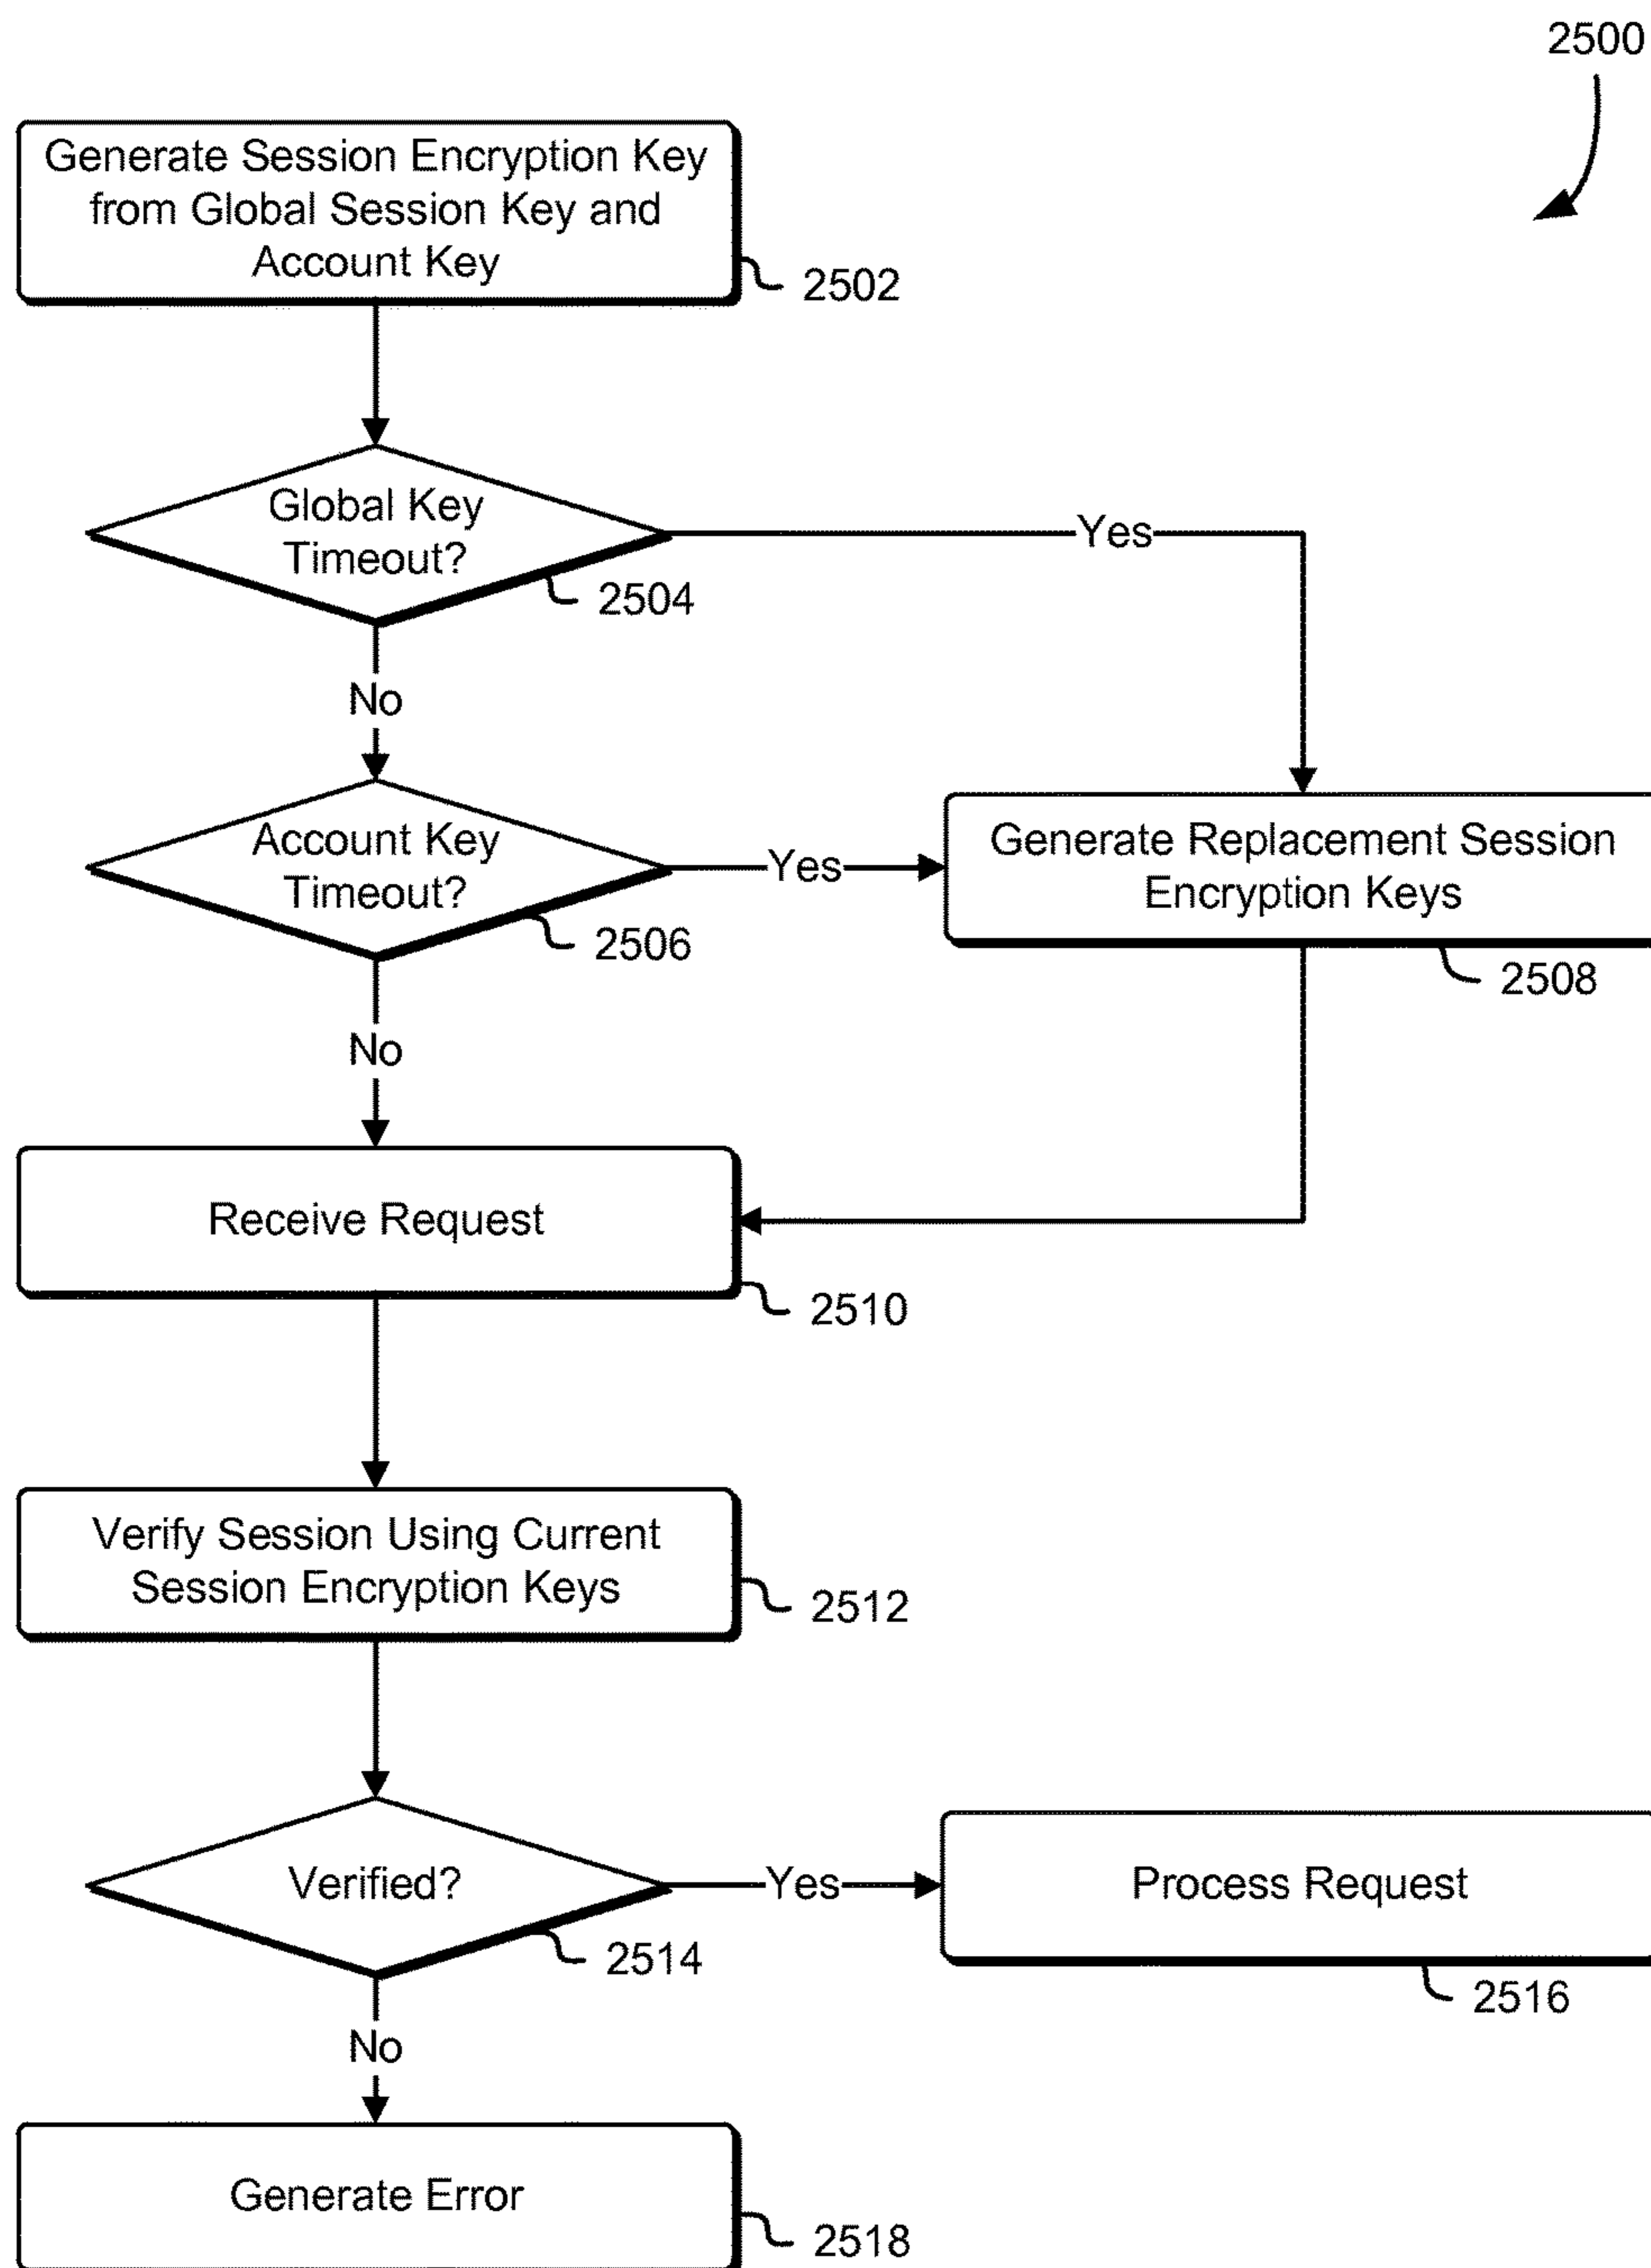 2500
Generate Session Encryption Key
from Global Session Key and
Account Key
2502
Global Key
Timeout?
2504
Yes
No
Account Key
Timeout?
2506
Yes
Generate Replacement Session
Encryption Keys
2508
No
Receive Request
2510
Verify Session Using Current
Session Encryption Keys
2512
Verified?
2514
Yes
Process Request
2516
No
Generate Error
2518